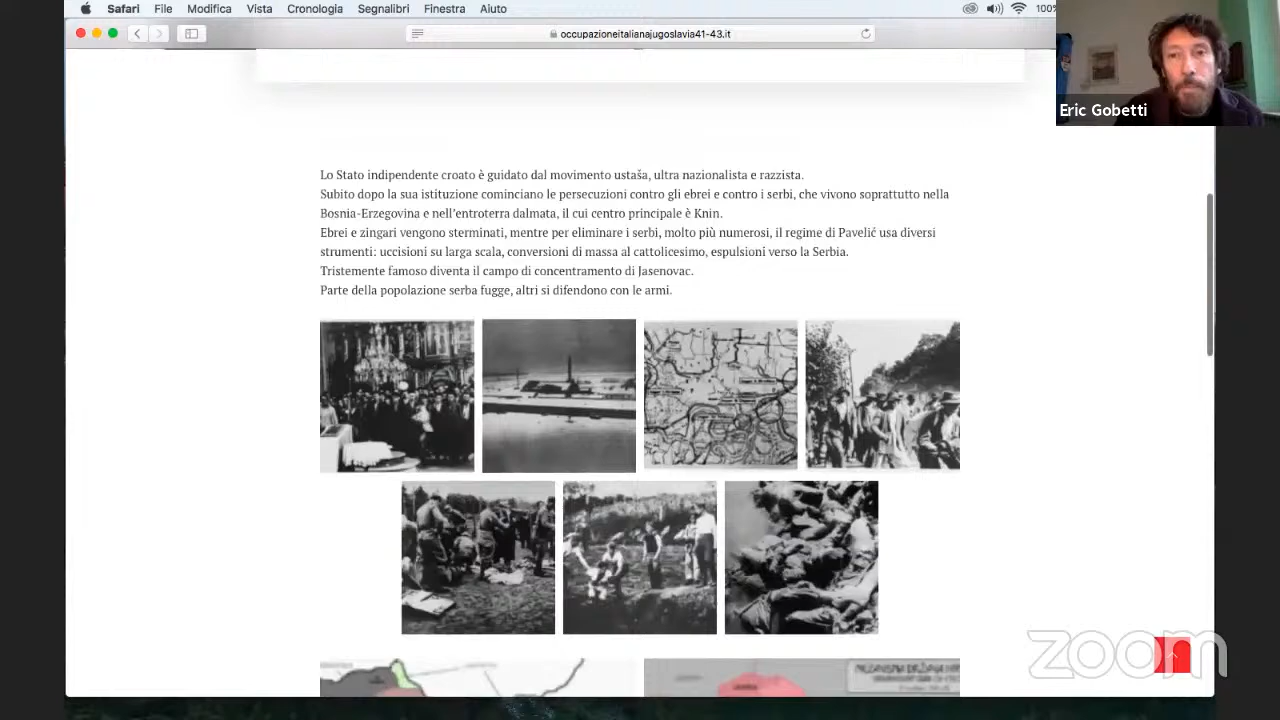 Safari File Modifica Vista Cronologia Segnalibri Finestra Aiuto
100%
occupazioneitalianajugoslavia41-43.it
Eric Gobetti
Lo Stato indipendente croato è guidato dal movimento ustaša, ultra nazionalista e razzista.
Subito dopo la sua istituzione cominciano le persecuzioni contro gli ebrei e contro i serbi, che vivono soprattutto nella
Bosnia-Erzegovina e nell'entroterra dalmata, il cui centro principale è Knin.
Ebrei e zingari vengono sterminati, mentre per eliminare i serbi, molto più numerosi, il regime di Pavelić usa diversi
strumenti: uccisioni su larga scala, conversioni di massa al cattolicesimo, espulsioni verso la Serbia.
Tristemente famoso diventa il campo di concentramento di Jasenovac.
Parte della popolazione serba fugge, altri si difendono con le armi.
zoom